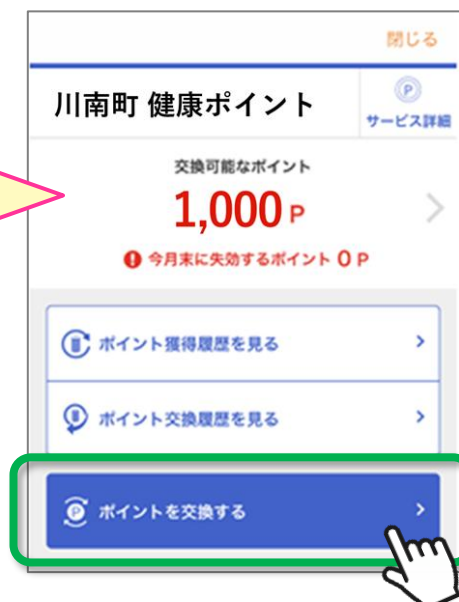 閉じる
川南町 健康ポイント
P
サービス詳細
交換可能なポイント
1,000 P
! 今月末に失効するポイント 0 P
ポイント獲得履歴を見る
ポイント交換履歴を見る
P ポイントを交換する